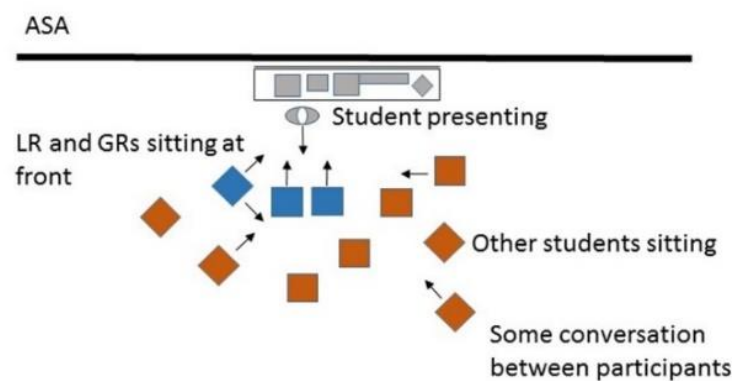 ASA
Student presenting
LR and GRs sitting at
front
Other students sitting
Some conversation
between participants